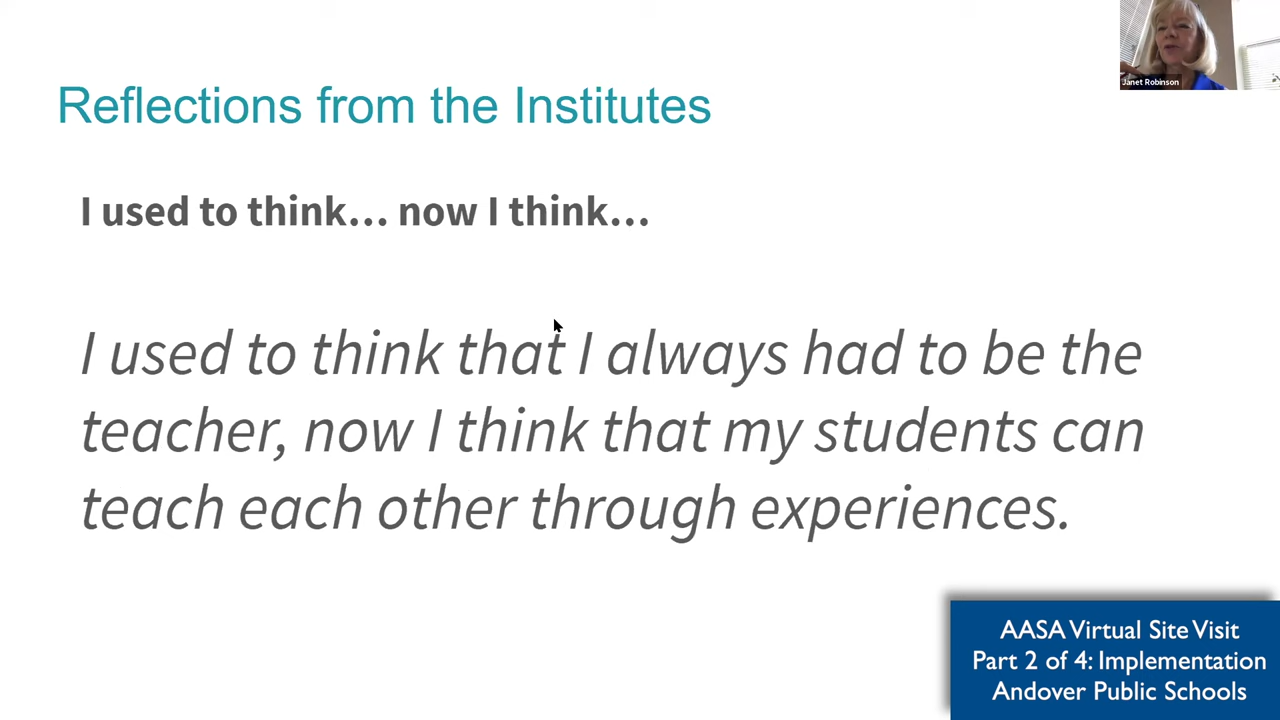 Janet Robinson
Reflections from the Institutes
I used to think... now I think...
I used to think that I always had to be the
teacher, now I think that my students can
teach each other through experiences.
AASA Virtual Site Visit
Part 2 of 4: Implementation
Andover Public Schools